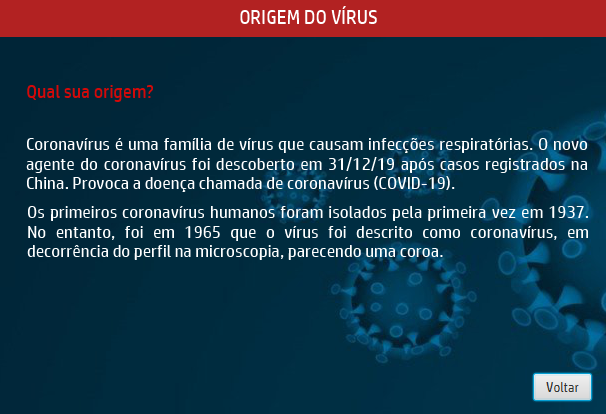 ORIGEM DO VÍRUS
Qual sua origem?
Coronavírus é uma família de vírus que causam infecções respiratórias. O novo
agente do coronavírus foi descoberto em 31/12/19 após casos registrados na
China. Provoca a doença chamada de coronavírus (COVID-19).
Os primeiros coronavírus humanos foram isolados pela primeira vez em 1937.
No entanto, foi em 1965 que o vírus foi descrito como coronavírus, em
decorrência do perfil na microscopia, parecendo uma coroa.
Voltar